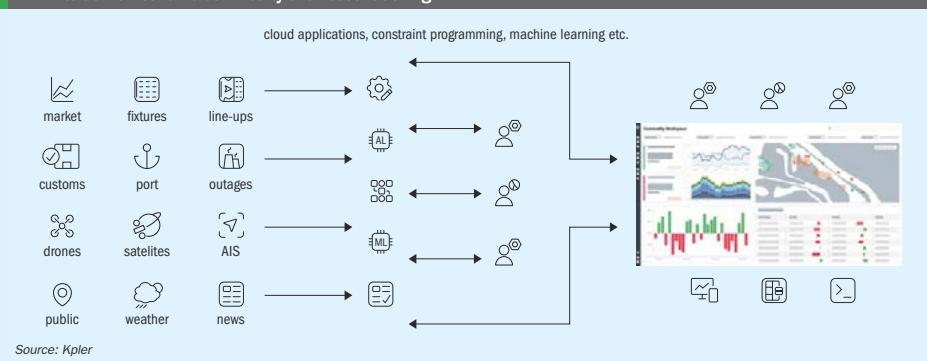 cloud applications, constraint programming, machine learning etc.
market fixtures line-ups
AL
customs port outages
ML
drones satelites AIS
public weather news
Commodity Workspace
Source: Kpler